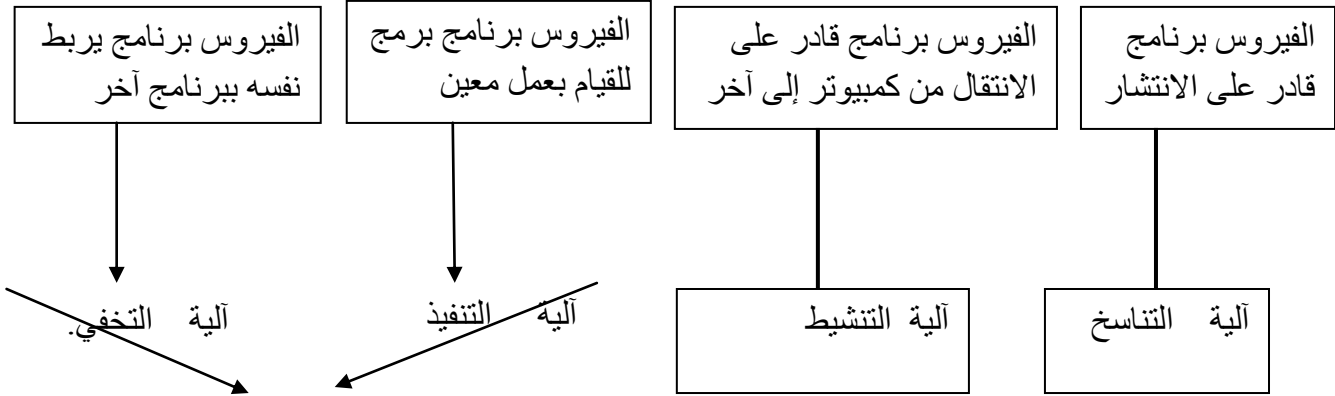 الفيروس برنامج
قادر على الانتشار
الفيروس برنامج قادر على
الانتقال من كمبيوتر إلى آخر
الفيروس برنامج برمج
للقيام بعمل معين
الفيروس برنامج يربط
نفسه ببرنامج آخر
آلية التناسخ
آلية التنشيط
آلية التنفيذ
آلية التخفي.